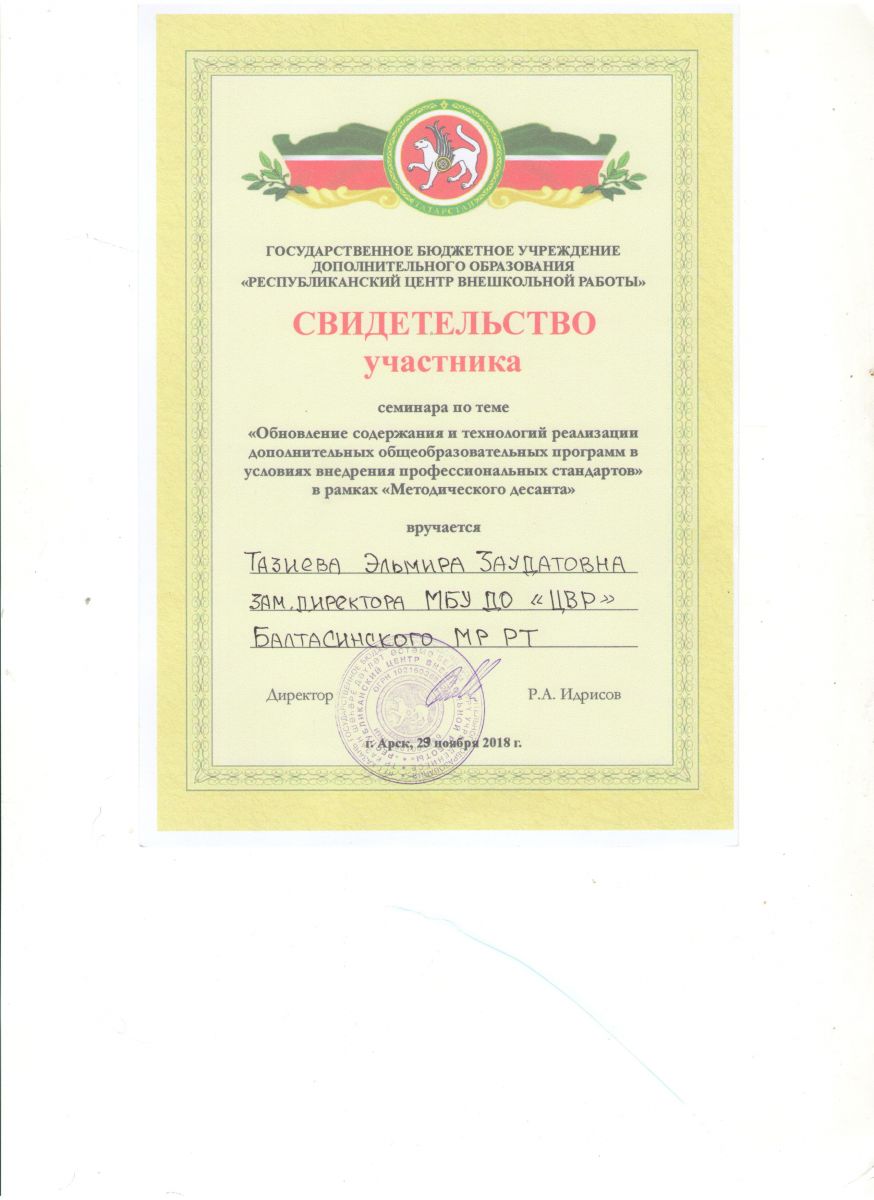 ТАТАРСТАН
ГОСУДАРСТВЕННОЕ БЮДЖЕТНОЕ УЧРЕЖДЕНИЕ
ДОПОЛНИТЕЛЬНОГО ОБРАЗОВАНИЯ
«РЕСПУБЛИКАНСКИЙ ЦЕНТР ВНЕШКОЛЬНОЙ РАБОТЫ»
СВИДЕТЕЛЬСТВО
участника
семинара по теме
«Обновление содержания и технологий реализации
дополнительных общеобразовательных программ в
условиях внедрения профессиональных стандартов»
в рамках «Методического десанта»
вручается
Тазиева Эльмира Заудатовна
зам. директора МБУ ДО «ЦВР»
Балтасинского МР РТ
Директор Р.А. Идрисов
г. Арск, 29 ноября 2018 г.